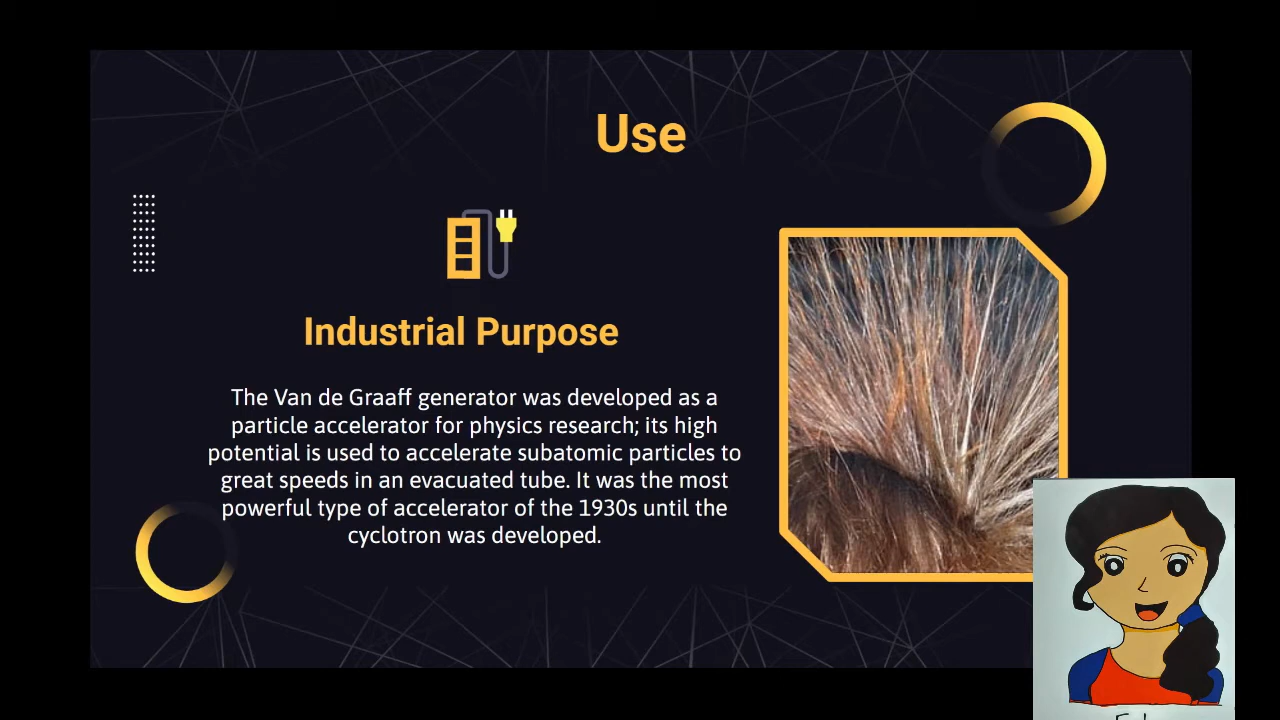 Use
Industrial Purpose
The Van de Graaff generator was developed as a
particle accelerator for physics research; its high
potential is used to accelerate subatomic particles to
great speeds in an evacuated tube. It was the most
powerful type of accelerator of the 1930s until the
cyclotron was developed.